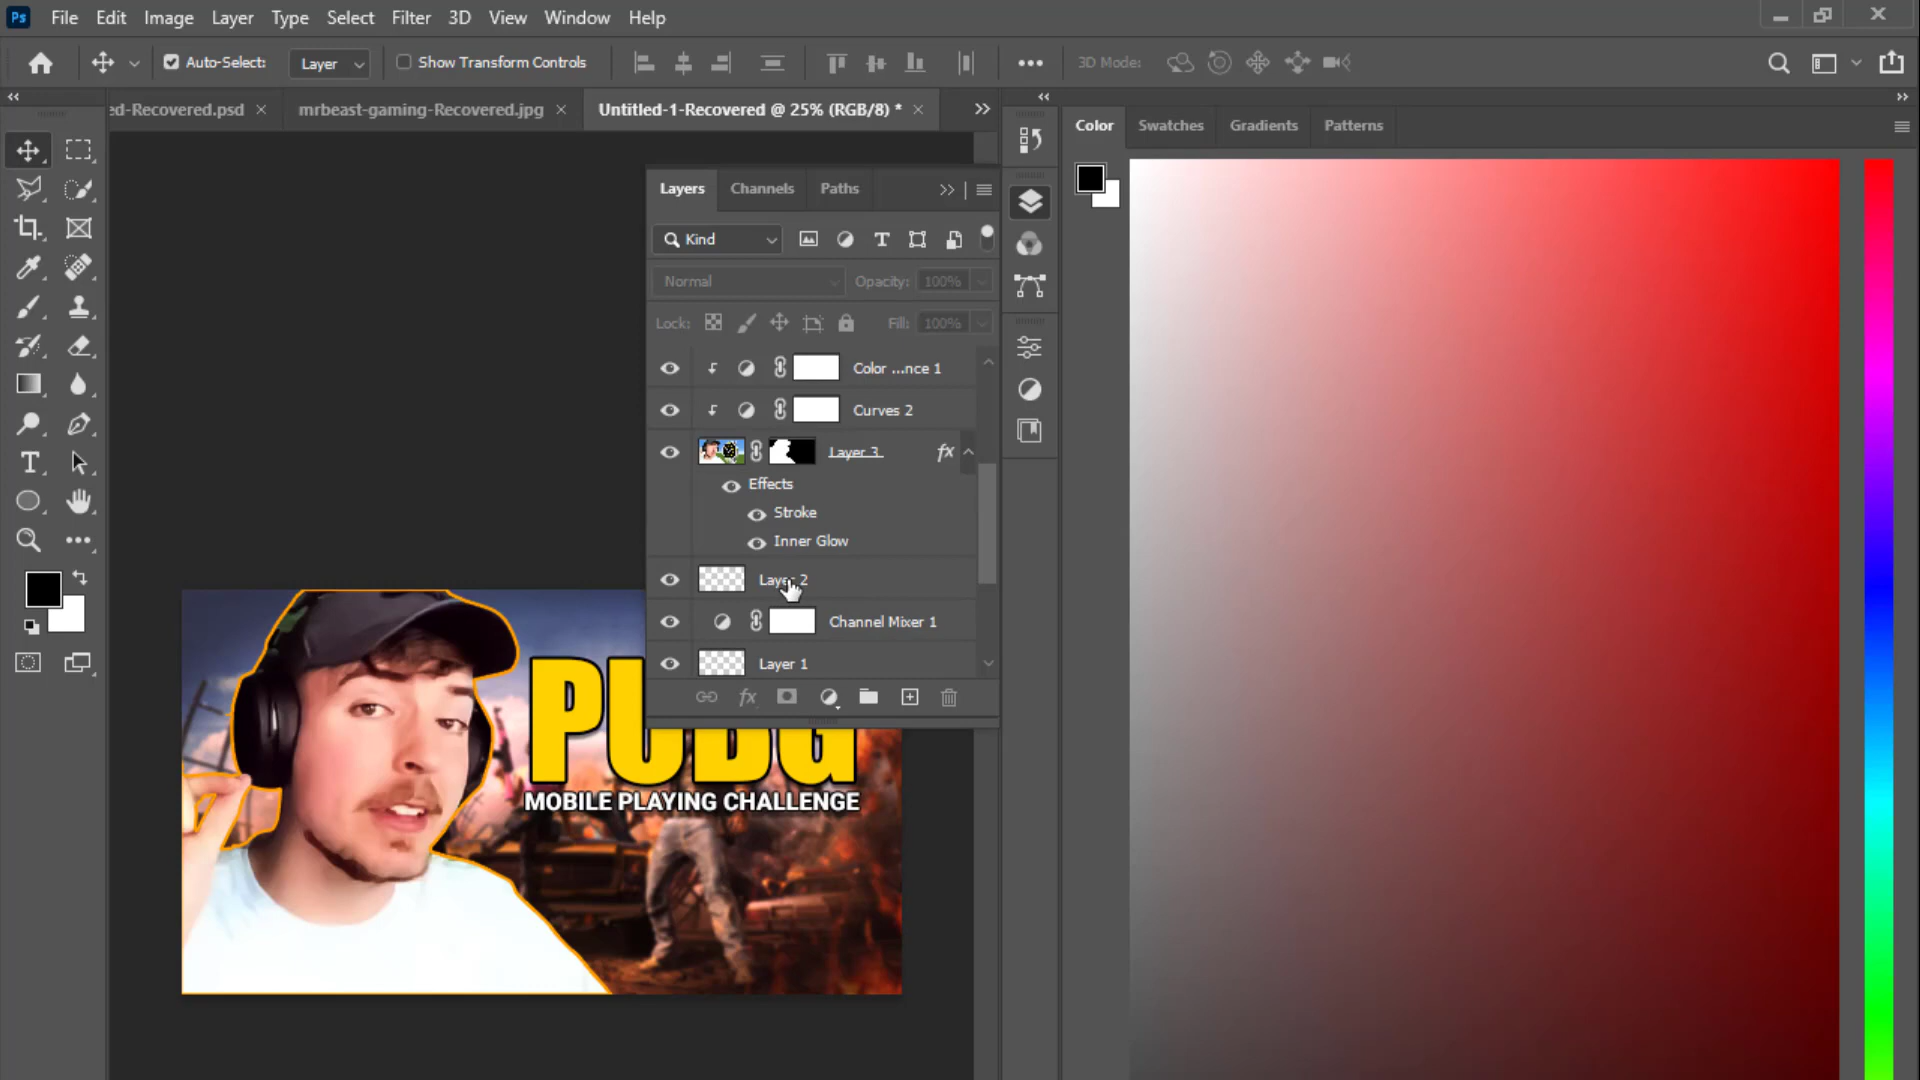 Ps File Edit Image Layer Type Select Filter 3D View Window Help
Auto-Select: Layer Show Transform Controls 3D Mode:
ed-Recovered.psd mrbeast-gaming-Recovered.jpg Untitled-1-Recovered @ 25% (RGB/8) *
Color Swatches Gradients Patterns
Layers Channels Paths
Kind
Normal Opacity: 100%
Lock: Fill: 100%
Color ...nce 1
Curves 2
Layer 3
fx
Effects
Stroke
Inner Glow
Layer 2
Channel Mixer 1
Layer 1
fx
PUBG
MOBILE PLAYING CHALLENGE